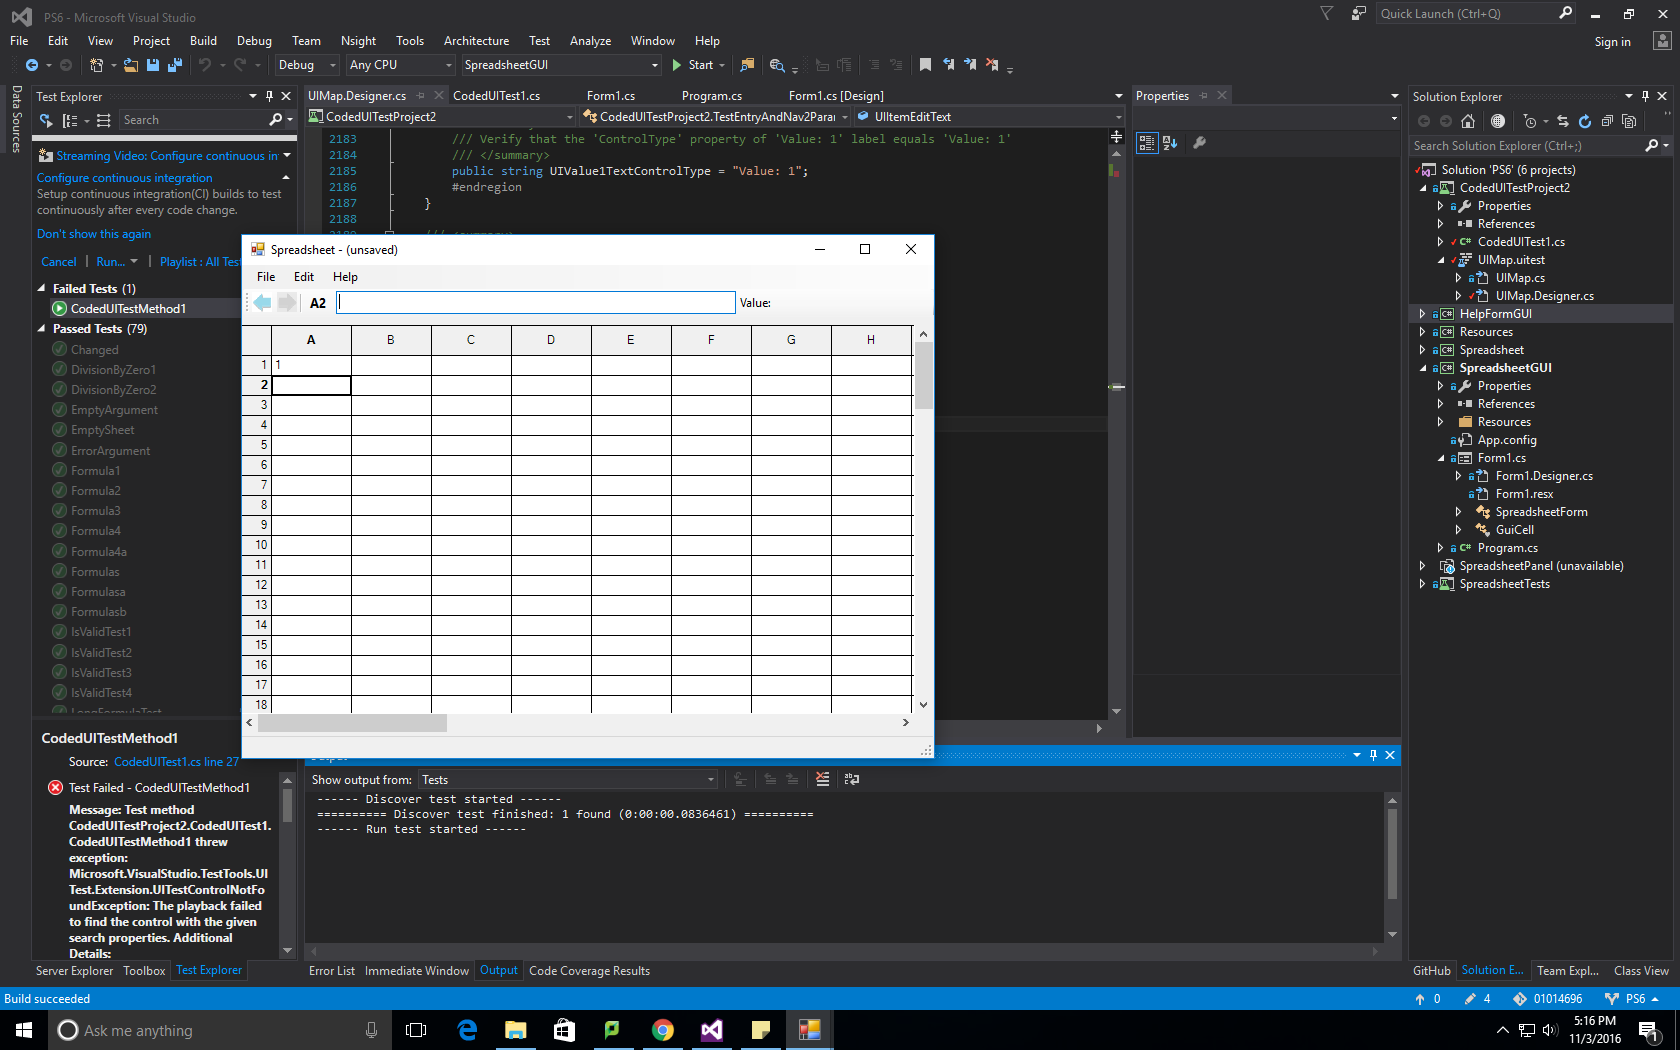 PS6 - Microsoft Visual Studio
Quick Launch (Ctrl+Q)
File Edit View Project Build Debug Team Nsight Tools Architecture Test Analyze Window Help
Sign in
Debug Any CPU SpreadsheetGUI Start
Data Sources
Test Explorer
Search
Streaming Video: Configure continuous in
Configure continuous integration
Setup continuous integration(CI) builds to test
continuously after every code change.
Don't show this again
Cancel | Run... | Playlist : All Test
Failed Tests (1)
CodedUITestMethod1
Passed Tests (79)
Changed
DivisionByZero1
DivisionByZero2
EmptyArgument
EmptySheet
ErrorArgument
Formula1
Formula2
Formula3
Formula4
Formula4a
Formulas
Formulasa
Formulasb
IsValidTest1
IsValidTest2
IsValidTest3
IsValidTest4
LongFormulaTest
CodedUITestMethod1
Source: CodedUITest1.cs line 27
Test Failed - CodedUITestMethod1
Message: Test method
CodedUITestProject2.CodedUITest1.
CodedUITestMethod1 threw
exception:
Microsoft.VisualStudio.TestTools.UI
Test.Extension.UITestControlNotFo
undException: The playback failed
to find the control with the given
search properties. Additional
Details:
Server Explorer Toolbox Test Explorer
UIMap.Designer.cs CodedUITest1.cs Form1.cs Program.cs Form1.cs [Design]
CodedUITestProject2 CodedUITestProject2.TestEntryAndNav2Parar UIItemEditText
2183 /// Verify that the 'ControlType' property of 'Value: 1' label equals 'Value: 1'
2184 /// </summary>
2185 public string UIValue1TextControlType = "Value: 1";
2186 #endregion
2187 }
2188
Spreadsheet - (unsaved)
File Edit Help
A2 Value:
A B C D E F G H
1 1
2
3
4
5
6
7
8
9
10
11
12
13
14
15
16
17
18
Output
Show output from: Tests
------ Discover test started ------
========== Discover test finished: 1 found (0:00:00.0836461) ==========
------ Run test started ------
Error List Immediate Window Output Code Coverage Results
Properties
Solution Explorer
Search Solution Explorer (Ctrl+;)
Solution 'PS6' (6 projects)
CodedUITestProject2
Properties
References
CodedUITest1.cs
UIMap.uitest
UIMap.cs
UIMap.Designer.cs
HelpFormGUI
Resources
Spreadsheet
SpreadsheetGUI
Properties
References
Resources
App.config
Form1.cs
Form1.Designer.cs
Form1.resx
SpreadsheetForm
GuiCell
Program.cs
SpreadsheetPanel (unavailable)
SpreadsheetTests
GitHub Solution E... Team Expl... Class View
Build succeeded
0 4 01014696 PS6
Ask me anything
5:16 PM
11/3/2016
1